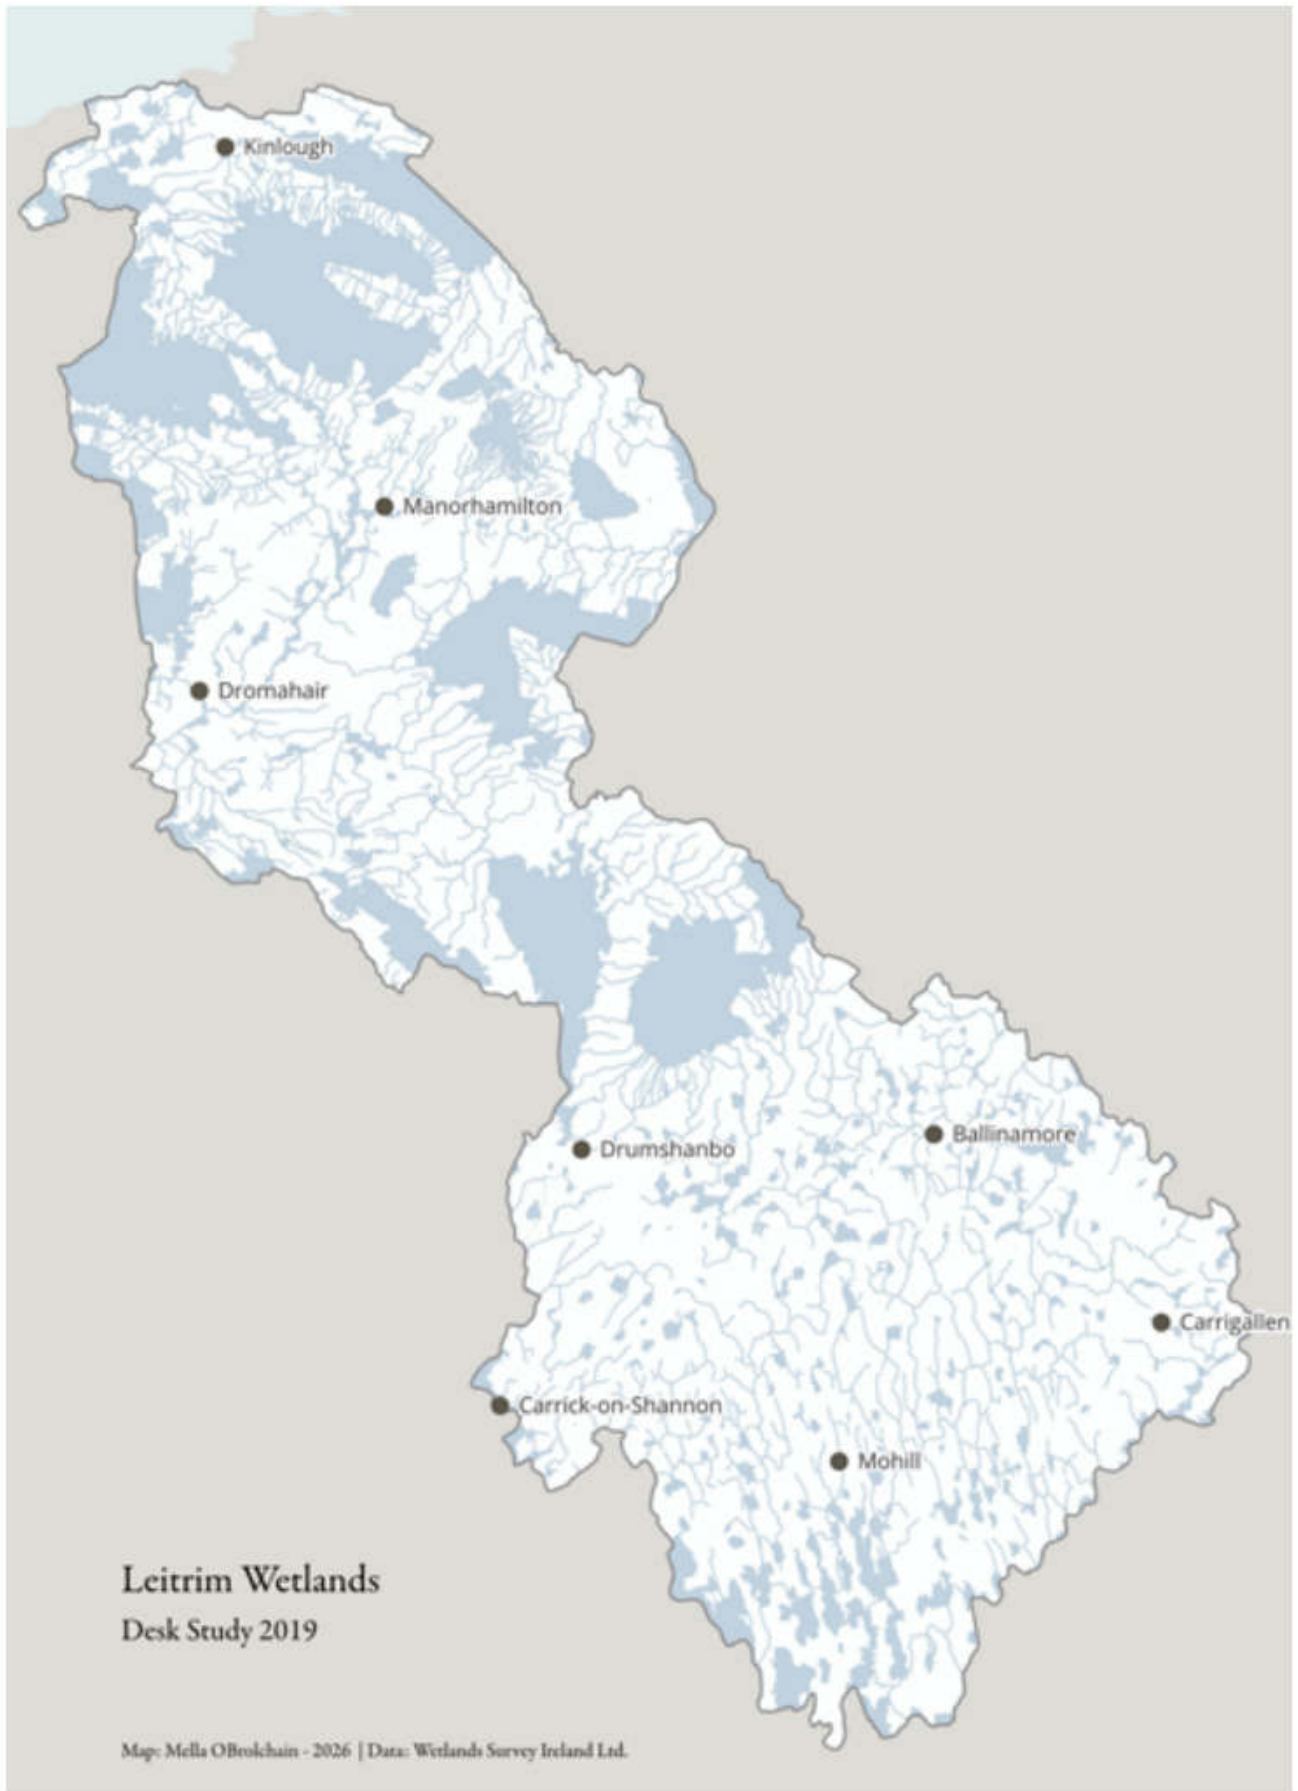 Kinlough
Manorhamilton
Dromahair
Drumshanbo
Ballinamore
Carrigallen
Carrick-on-Shannon
Mohill
Leitrim Wetlands
Desk Study 2019
Map: Mella OBrolchain - 2026 | Data: Wetlands Survey Ireland Ltd.